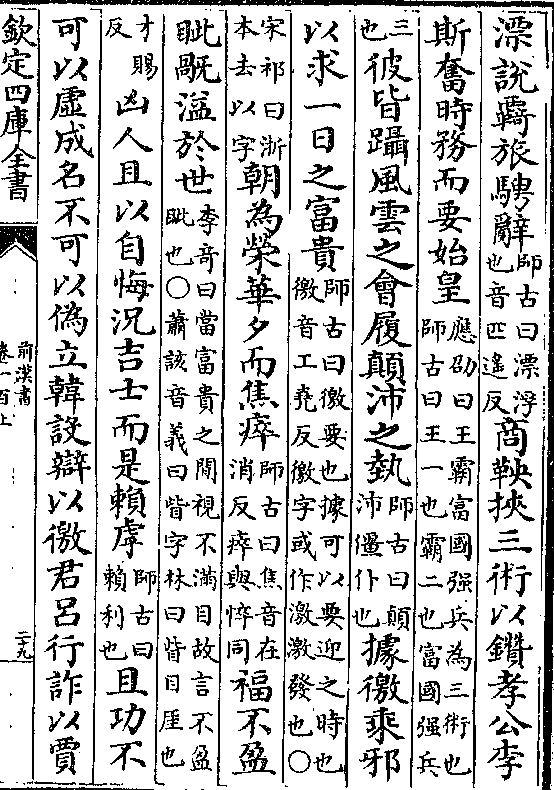 漂說羇旅騁辭師古曰漂浮也音匹遙反商鞅挾三術以鑽孝公李
斯奮時務而要始皇應劭曰王霸富國强兵為三術也師古曰王一也霸二也富國强兵
三也彼皆躡風雲之會履顛沛之埶師古曰顛沛僵仆也據徼乘邪
以求一日之富貴師古曰徼要也據可以要迎之時也徼音工堯反徼字或作激激發也○
宋祁曰浙本去以字朝為榮華夕而焦瘁師古曰焦音在消反瘁與悴同福不盈
眦旤溢於世李竒曰當富貴之間視不滿目故言不盈眦也○蕭該音義曰眥字林曰眥目厓也
才賜反凶人且以自悔況吉士而是賴虖師古曰賴利也且功不
可以虛成名不可以偽立韓設辯以徼君呂行詐以賈
欽定四庫全書
前漢書
卷一百上
二十九